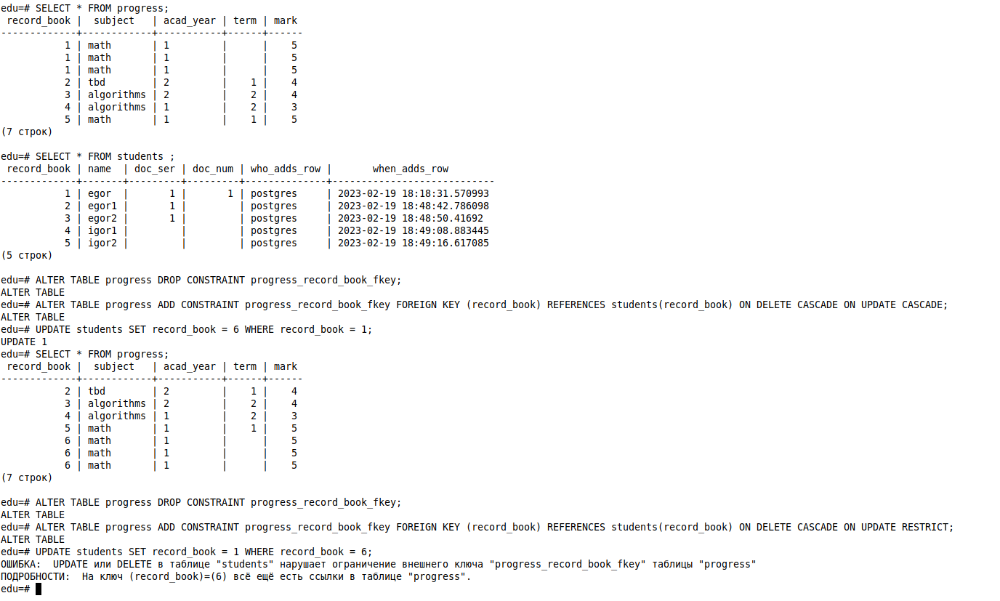 edu=# SELECT * FROM progress;
 record_book |  subject   | acad_year | term | mark
-------------+------------+-----------+------+------
           1 | math       | 1         |      |    5
           1 | math       | 1         |      |    5
           1 | math       | 1         |      |    5
           2 | tbd        | 2         |    1 |    4
           3 | algorithms | 2         |    2 |    4
           4 | algorithms | 1         |    2 |    3
           5 | math       | 1         |    1 |    5
(7 строк)

edu=# SELECT * FROM students ;
 record_book | name  | doc_ser | doc_num | who_adds_row |       when_adds_row
-------------+-------+---------+---------+--------------+----------------------------
           1 | egor  |       1 |       1 | postgres     | 2023-02-19 18:18:31.570993
           2 | egor1 |       1 |         | postgres     | 2023-02-19 18:48:42.786098
           3 | egor2 |       1 |         | postgres     | 2023-02-19 18:48:50.41692
           4 | igor1 |         |         | postgres     | 2023-02-19 18:49:08.883445
           5 | igor2 |         |         | postgres     | 2023-02-19 18:49:16.617085
(5 строк)

edu=# ALTER TABLE progress DROP CONSTRAINT progress_record_book_fkey;
ALTER TABLE
edu=# ALTER TABLE progress ADD CONSTRAINT progress_record_book_fkey FOREIGN KEY (record_book) REFERENCES students(record_book) ON DELETE CASCADE ON UPDATE CASCADE;
ALTER TABLE
edu=# UPDATE students SET record_book = 6 WHERE record_book = 1;
UPDATE 1
edu=# SELECT * FROM progress;
 record_book |  subject   | acad_year | term | mark
-------------+------------+-----------+------+------
           2 | tbd        | 2         |    1 |    4
           3 | algorithms | 2         |    2 |    4
           4 | algorithms | 1         |    2 |    3
           5 | math       | 1         |    1 |    5
           6 | math       | 1         |      |    5
           6 | math       | 1         |      |    5
           6 | math       | 1         |      |    5
(7 строк)

edu=# ALTER TABLE progress DROP CONSTRAINT progress_record_book_fkey;
ALTER TABLE
edu=# ALTER TABLE progress ADD CONSTRAINT progress_record_book_fkey FOREIGN KEY (record_book) REFERENCES students(record_book) ON DELETE CASCADE ON UPDATE RESTRICT;
ALTER TABLE
edu=# UPDATE students SET record_book = 1 WHERE record_book = 6;
ОШИБКА:  UPDATE или DELETE в таблице "students" нарушает ограничение внешнего ключа "progress_record_book_fkey" таблицы "progress"
ПОДРОБНОСТИ:  На ключ (record_book)=(6) всё ещё есть ссылки в таблице "progress".
edu=#